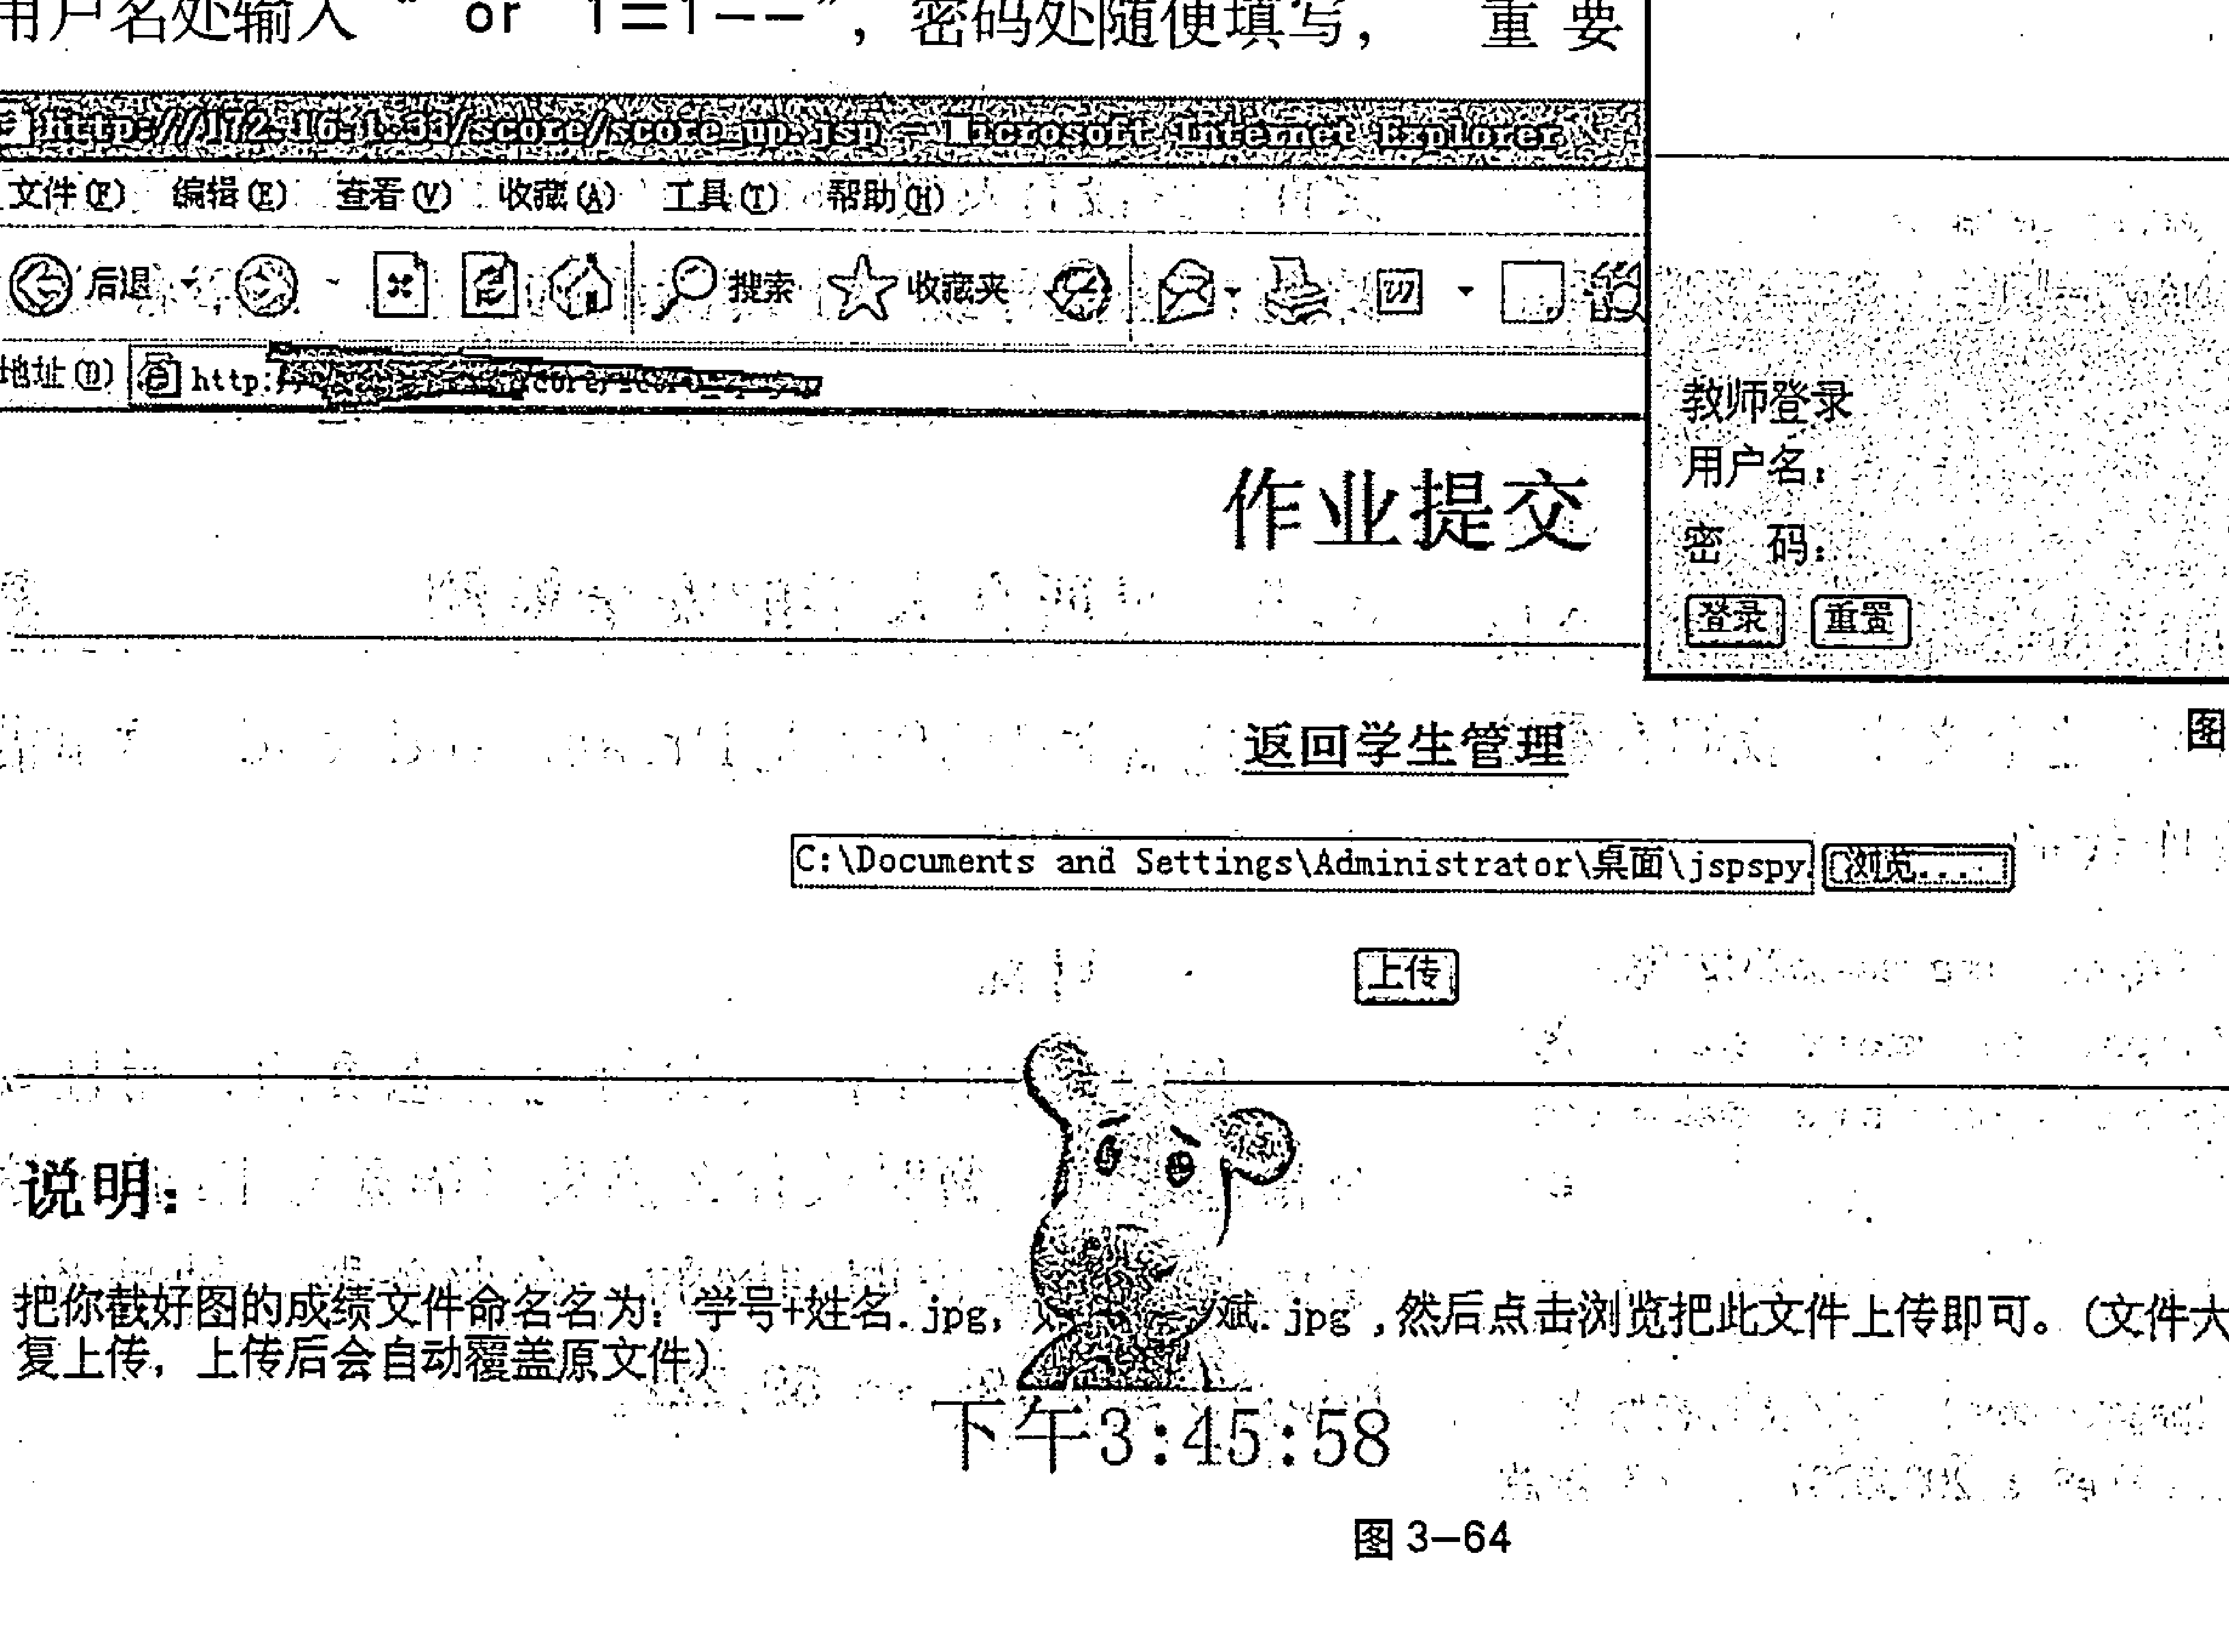 用户名处输入“ or 1=1--”，密码处随便填写， 重 要
http://172.16.1.33/score/score_up.jsp - Microsoft Internet Explorer
文件(F) 编辑(E) 查看(V) 收藏(A) 工具(T) 帮助(H)
后退 搜索 收藏夹
地址(D) http:/
教师登录
用户名：
密 码：
登录 重置
图
作业提交
返回学生管理
C:\Documents and Settings\Administrator\桌面\jspspy. 浏览...
上传
说明：
把你截好图的成绩文件命名名为：学号+姓名.jpg， 斌.jpg ,然后点击浏览把此文件上传即可。(文件大
复上传，上传后会自动覆盖原文件)
下午3:45:58
图 3-64